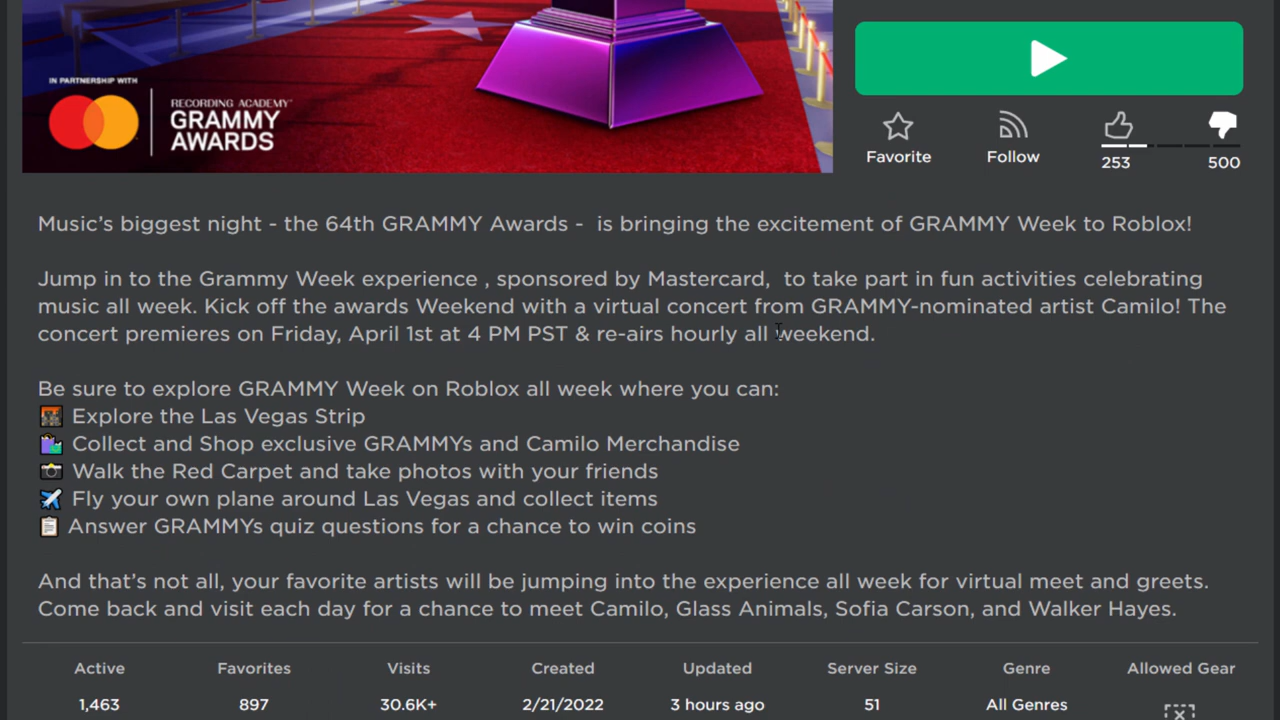 IN PARTNERSHIP WITH
RECORDING ACADEMY™
GRAMMY
AWARDS
Favorite
Follow
253
500
Music’s biggest night - the 64th GRAMMY Awards -  is bringing the excitement of GRAMMY Week to Roblox!
Jump in to the Grammy Week experience , sponsored by Mastercard,  to take part in fun activities celebrating
music all week. Kick off the awards Weekend with a virtual concert from GRAMMY-nominated artist Camilo! The
concert premieres on Friday, April 1st at 4 PM PST & re-airs hourly all weekend.
Be sure to explore GRAMMY Week on Roblox all week where you can:
🌇 Explore the Las Vegas Strip
🛍️ Collect and Shop exclusive GRAMMYs and Camilo Merchandise
📷 Walk the Red Carpet and take photos with your friends
✈️ Fly your own plane around Las Vegas and collect items
📋 Answer GRAMMYs quiz questions for a chance to win coins
And that’s not all, your favorite artists will be jumping into the experience all week for virtual meet and greets.
Come back and visit each day for a chance to meet Camilo, Glass Animals, Sofia Carson, and Walker Hayes.
Active Favorites Visits Created Updated Server Size Genre Allowed Gear
1,463 897 30.6K+ 2/21/2022 3 hours ago 51 All Genres